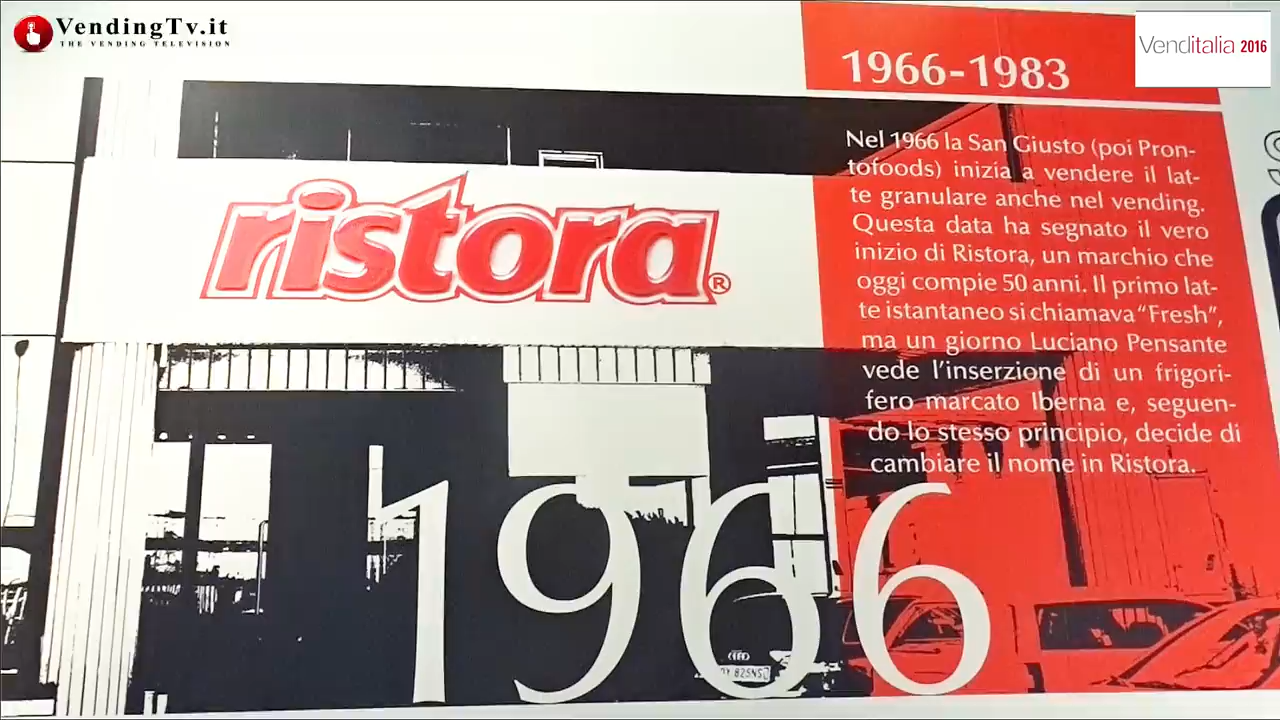 VendingTv.it
THE VENDING TELEVISION
Venditalia 2016
1966-1983
Nel 1966 la San Giusto (poi Pron-
tofoods) inizia a vendere il lat-
te granulare anche nel vending.
Questa data ha segnato il vero
inizio di Ristora, un marchio che
oggi compie 50 anni. Il primo lat-
te istantaneo si chiamava “Fresh”,
ma un giorno Luciano Pensante
vede l’inserzione di un frigori-
fero marcato Iberna e, seguen-
do lo stesso principio, decide di
cambiare il nome in Ristora.
ristora®
1966